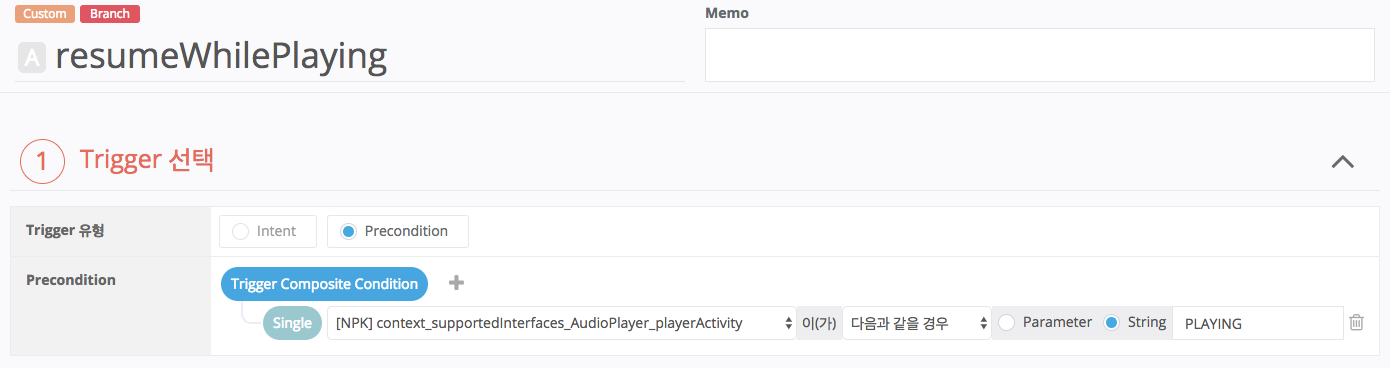 Custom Branch
Memo
A resumeWhilePlaying
1 Trigger 선택
Trigger 유형 Intent Precondition
Precondition Trigger Composite Condition
Single [NPK] context_supportedInterfaces_AudioPlayer_playerActivity 이(가) 다음과 같을 경우 Parameter String PLAYING